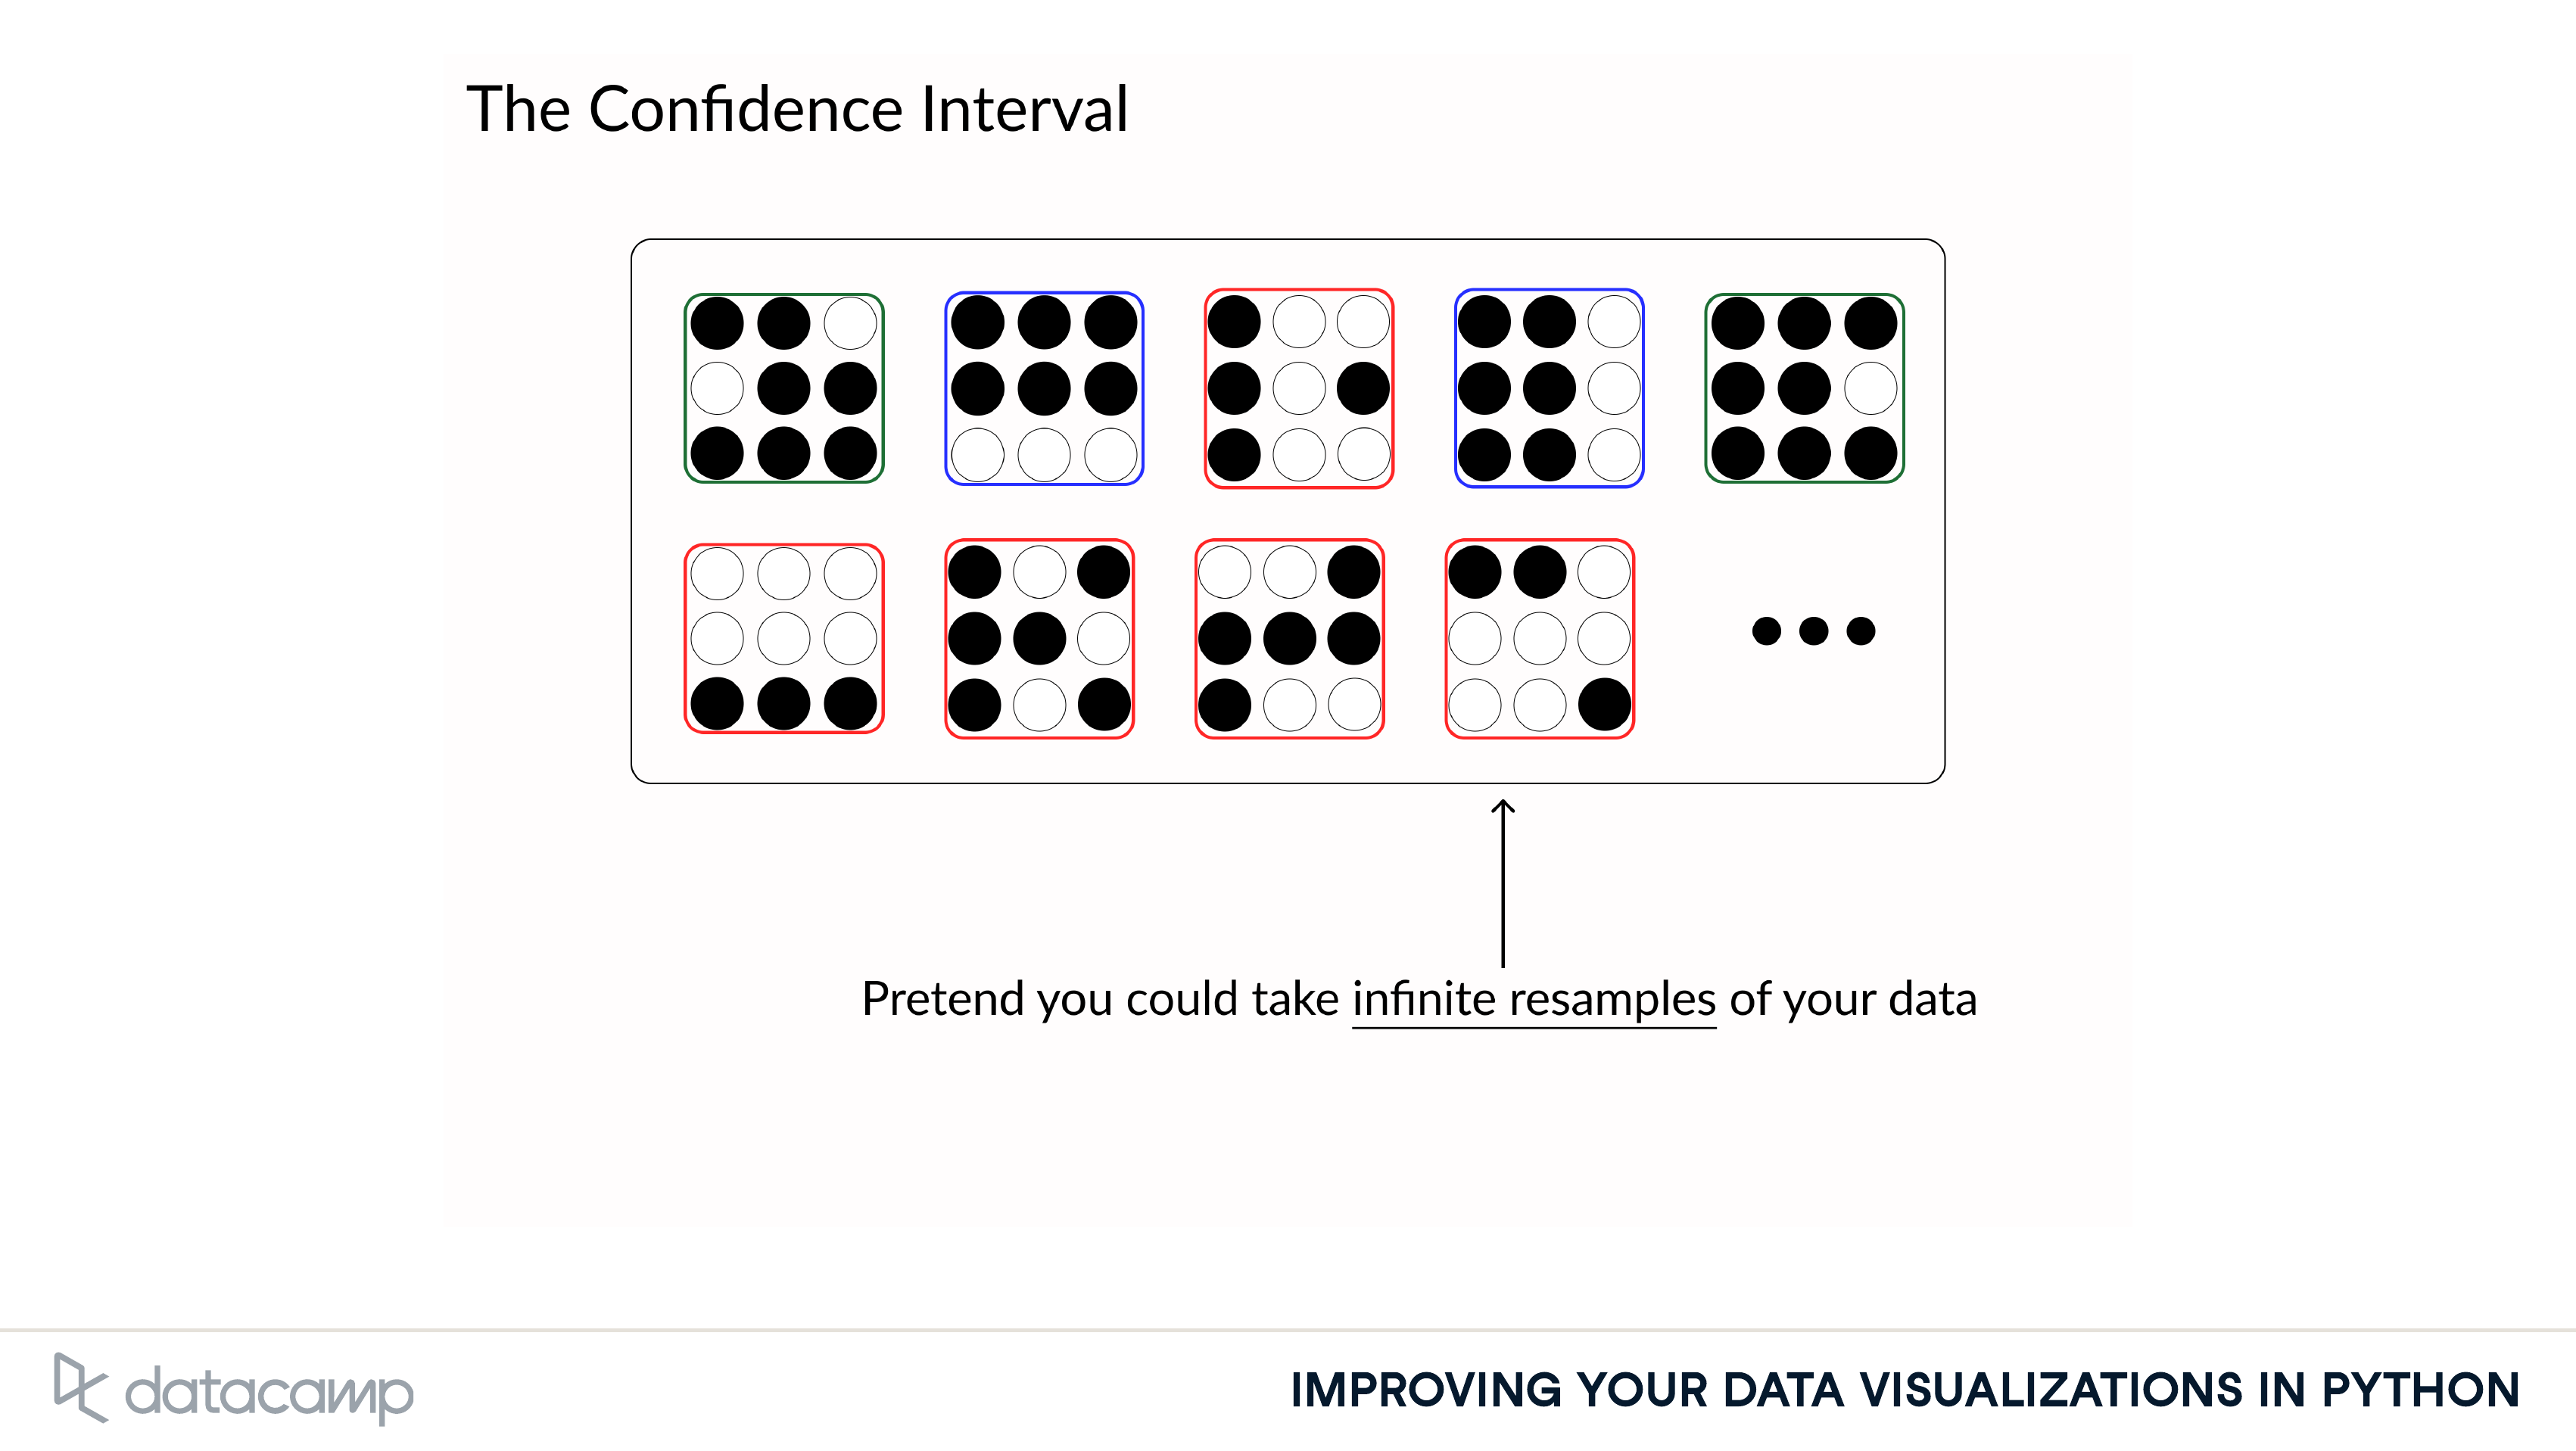 The Confidence Interval
Pretend you could take infinite resamples of your data
datacamp
IMPROVING YOUR DATA VISUALIZATIONS IN PYTHON